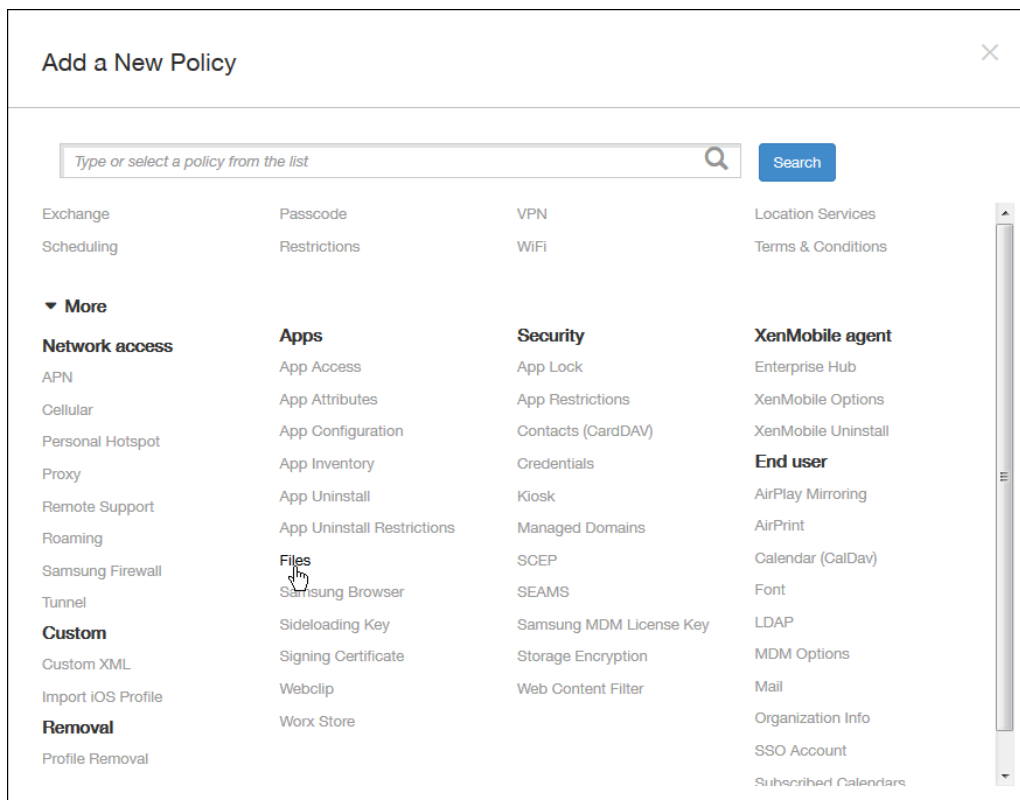 Add a New Policy
Type or select a policy from the list
Search
Exchange
Passcode
VPN
Location Services
Scheduling
Restrictions
WiFi
Terms & Conditions
More
Network access
APN
Cellular
Personal Hotspot
Proxy
Remote Support
Roaming
Samsung Firewall
Tunnel
Custom
Custom XML
Import iOS Profile
Removal
Profile Removal
Apps
App Access
App Attributes
App Configuration
App Inventory
App Uninstall
App Uninstall Restrictions
Files
Samsung Browser
Sideloading Key
Signing Certificate
Webclip
Worx Store
Security
App Lock
App Restrictions
Contacts (CardDAV)
Credentials
Kiosk
Managed Domains
SCEP
SEAMS
Samsung MDM License Key
Storage Encryption
Web Content Filter
XenMobile agent
Enterprise Hub
XenMobile Options
XenMobile Uninstall
End user
AirPlay Mirroring
AirPrint
Calendar (CalDav)
Font
LDAP
MDM Options
Mail
Organization Info
SSO Account
Subscribed Calendars